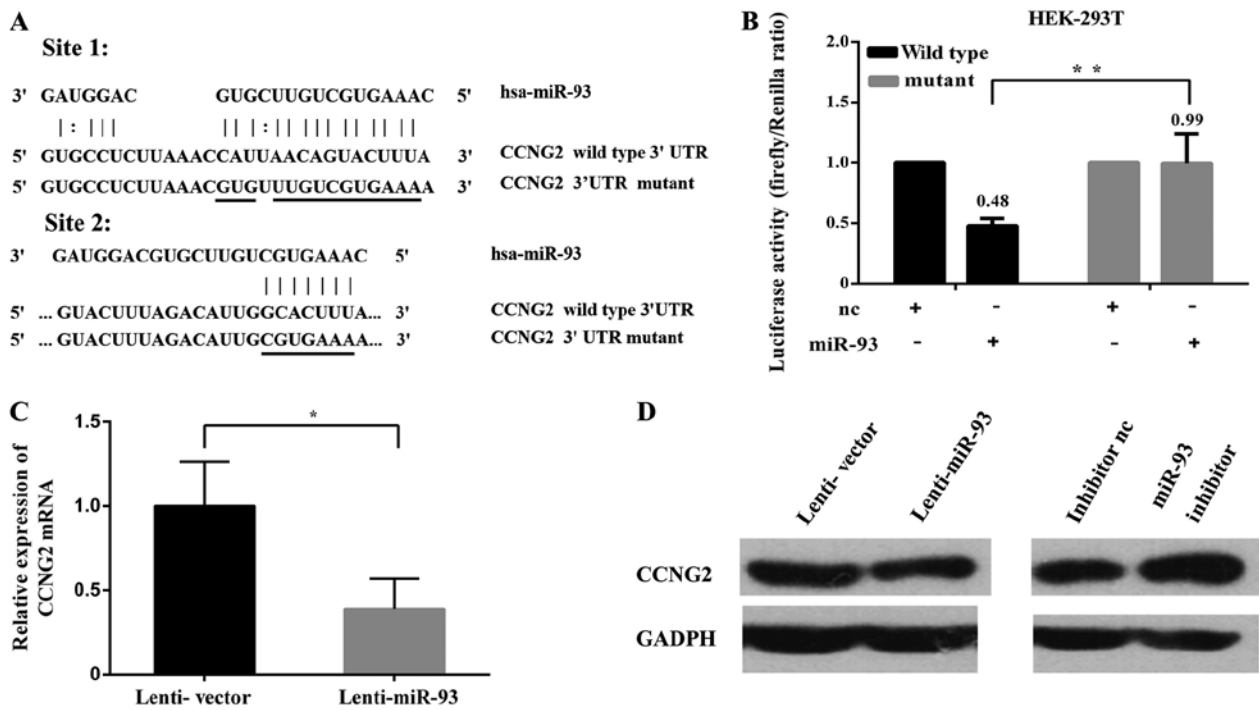 A
Site 1:
3' GAUGGAC GUGCUUGUCGUGAAAC 5' hsa-miR-93
5' GUGCCUCUUAAACCAUUAACAGUACUUUA 3' CCNG2 wild type 3' UTR
5' GUGCCUCUUAAACGUGUUUGUCGUGAAAA 3' CCNG2 3'UTR mutant
Site 2:
3' GAUGGACGUGCUUGUCGUGAAAC 5' hsa-miR-93
5' ... GUACUUUAGACAUUGGCACUUUA... 3' CCNG2 wild type 3'UTR
5' ... GUACUUUAGACAUUGCGUGAAAA... 3' CCNG2 3' UTR mutant
B
HEK-293T
Luciferase activity (firefly/Renilla ratio)
2.0
1.5
1.0
0.5
0
Wild type
mutant
* *
0.48
0.99
nc + - + -
miR-93 - + - +
C
Relative expression of
CCNG2 mRNA
1.5
1.0
0.5
0
*
Lenti- vector Lenti-miR-93
D
Lenti- vector
Lenti-miR-93
Inhibitor nc
miR-93
inhibitor
CCNG2
GADPH